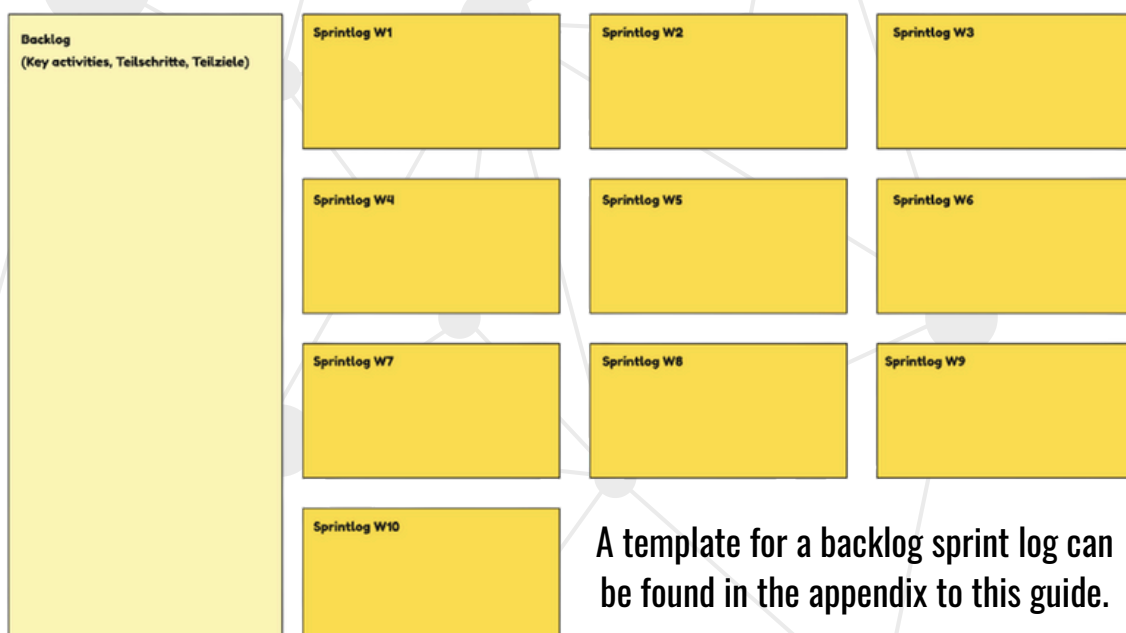 Backlog
(Key activities, Teilschritte, Teilziele)
Sprintlog W1
Sprintlog W2
Sprintlog W3
Sprintlog W4
Sprintlog W5
Sprintlog W6
Sprintlog W7
Sprintlog W8
Sprintlog W9
Sprintlog W10
A template for a backlog sprint log can
be found in the appendix to this guide.